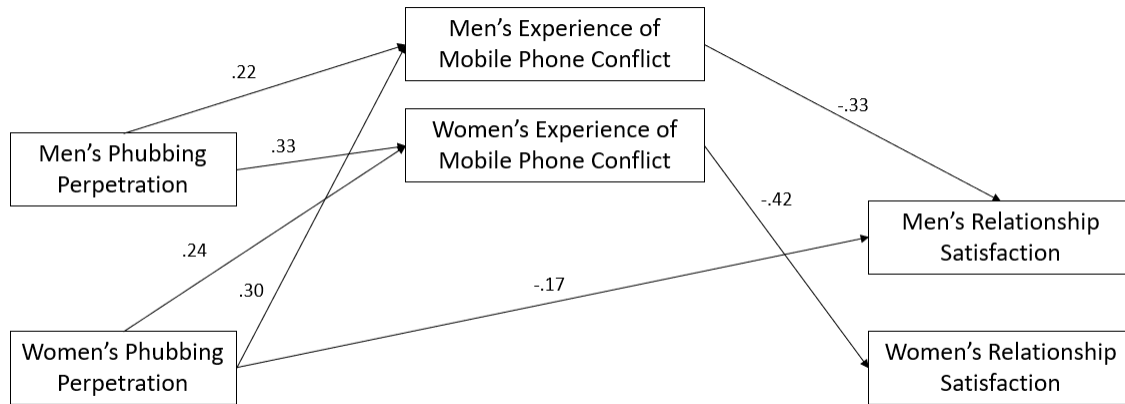 Men’s Experience of
Mobile Phone Conflict
.22
-.33
Women’s Experience of
Mobile Phone Conflict
Men’s Phubbing
Perpetration
.33
-.42
Men’s Relationship
Satisfaction
.24
.30
-.17
Women’s Phubbing
Perpetration
Women’s Relationship
Satisfaction